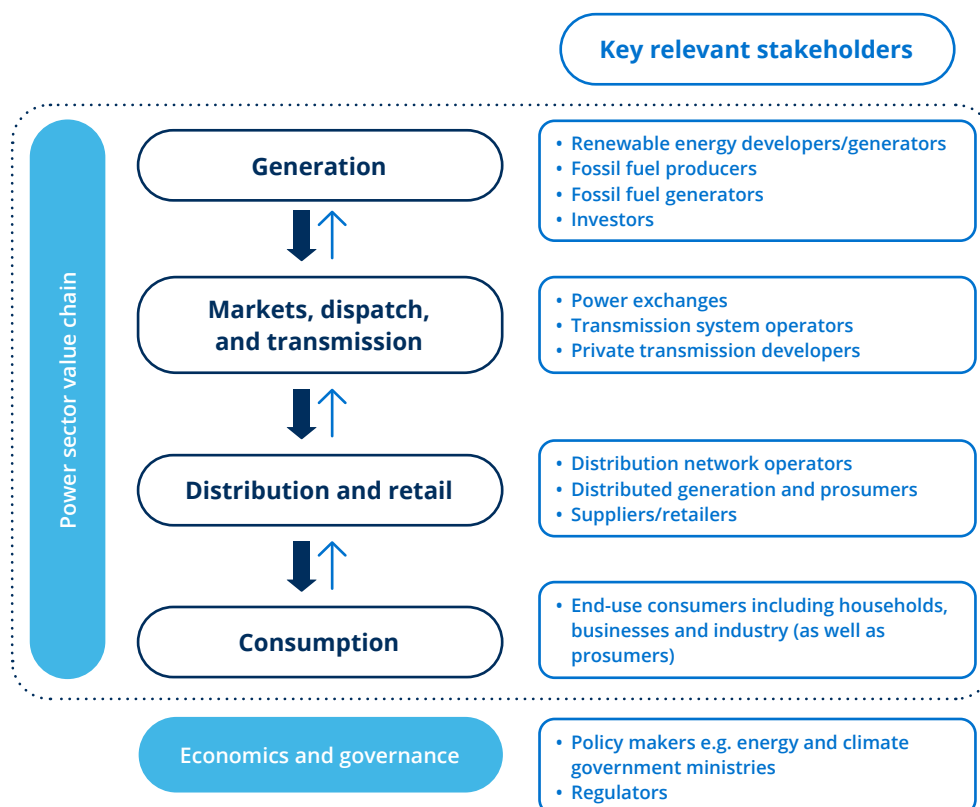 Key relevant stakeholders
Power sector value chain
Generation
• Renewable energy developers/generators
• Fossil fuel producers
• Fossil fuel generators
• Investors
Markets, dispatch,
and transmission
• Power exchanges
• Transmission system operators
• Private transmission developers
Distribution and retail
• Distribution network operators
• Distributed generation and prosumers
• Suppliers/retailers
Consumption
• End-use consumers including households,
businesses and industry (as well as
prosumers)
Economics and governance
• Policy makers e.g. energy and climate
government ministries
• Regulators